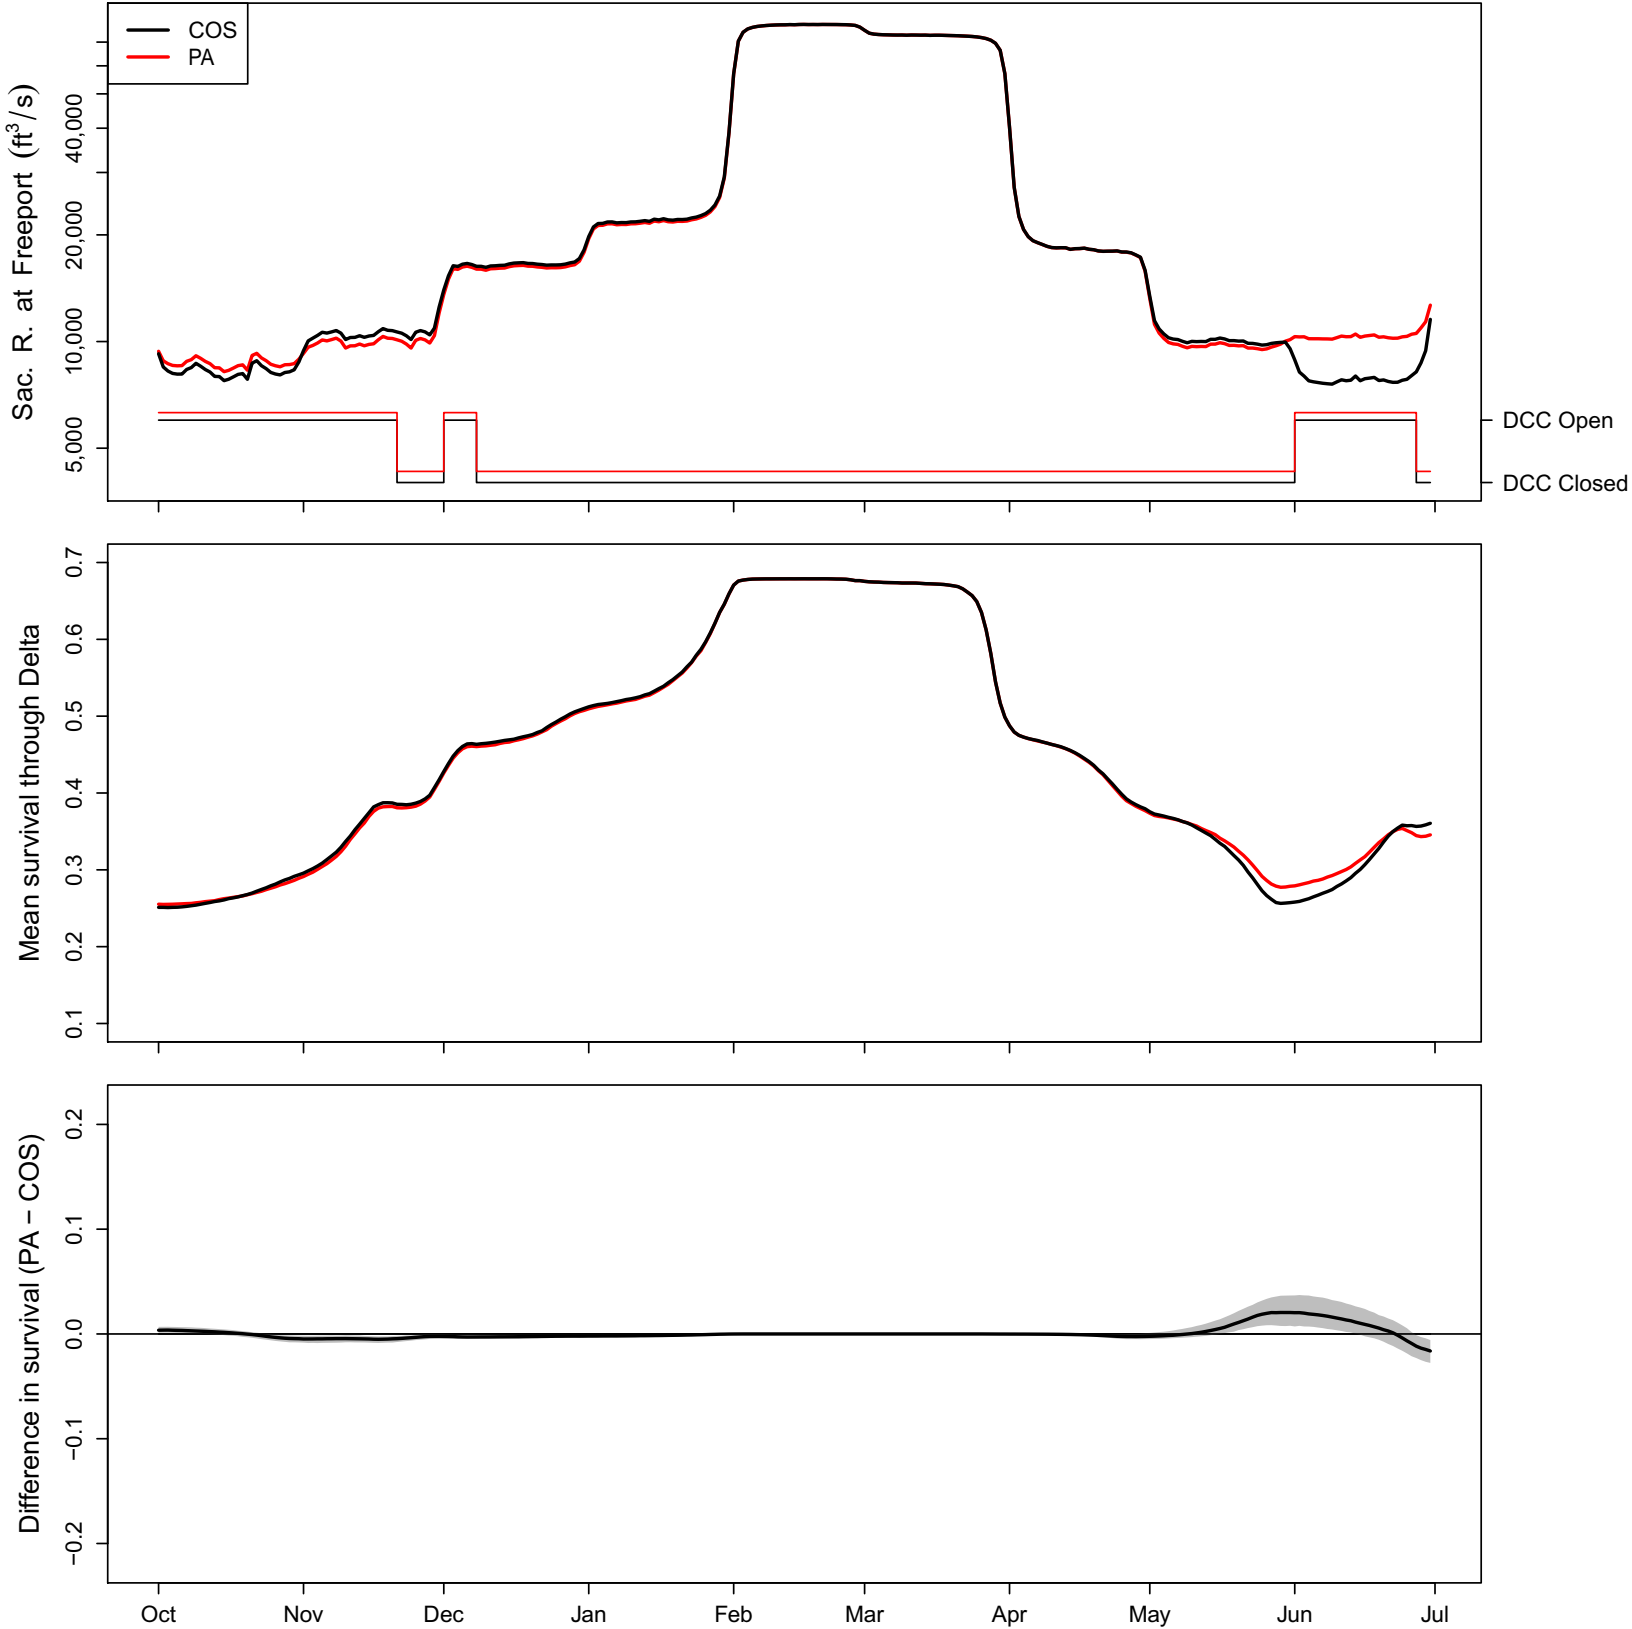 COS
PA
Sac. R. at Freeport (ft³/s)
40,000
20,000
10,000
5,000
DCC Open
DCC Closed
Mean survival through Delta
0.7
0.6
0.5
0.4
0.3
0.2
0.1
Difference in survival (PA − COS)
0.2
0.1
0.0
−0.1
−0.2
Oct Nov Dec Jan Feb Mar Apr May Jun Jul